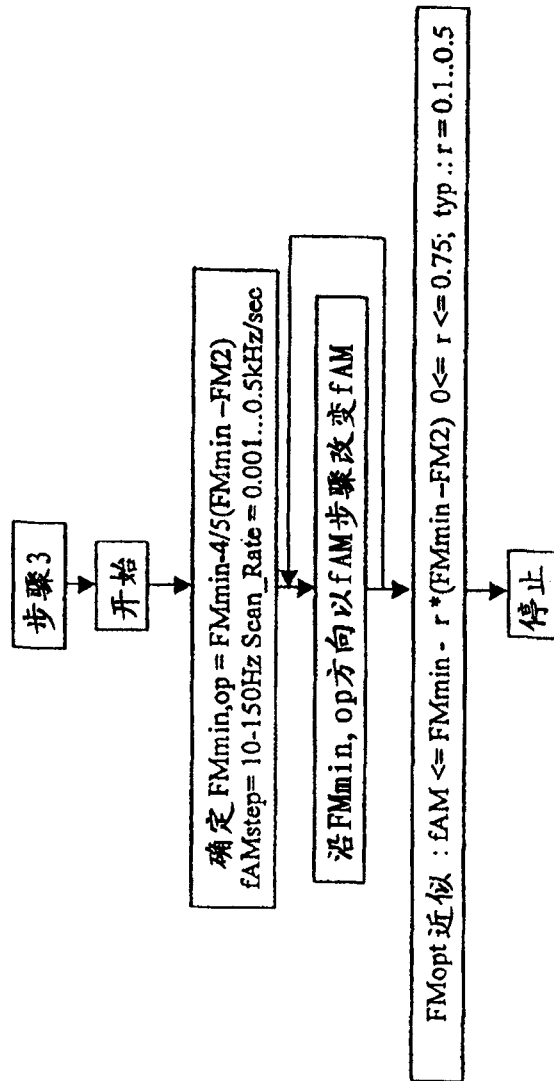 步骤3
开始
确定 FMmin,op = FMmin-4/5(FMmin –FM2)
fAMstep= 10-150Hz Scan_Rate = 0.001...0.5kHz/sec
沿FMmin, op方向以fAM步骤改变fAM
FMopt近似 : fAM <= FMmin - r *(FMmin –FM2) 0<= r <= 0.75; typ .: r = 0.1..0.5
停止